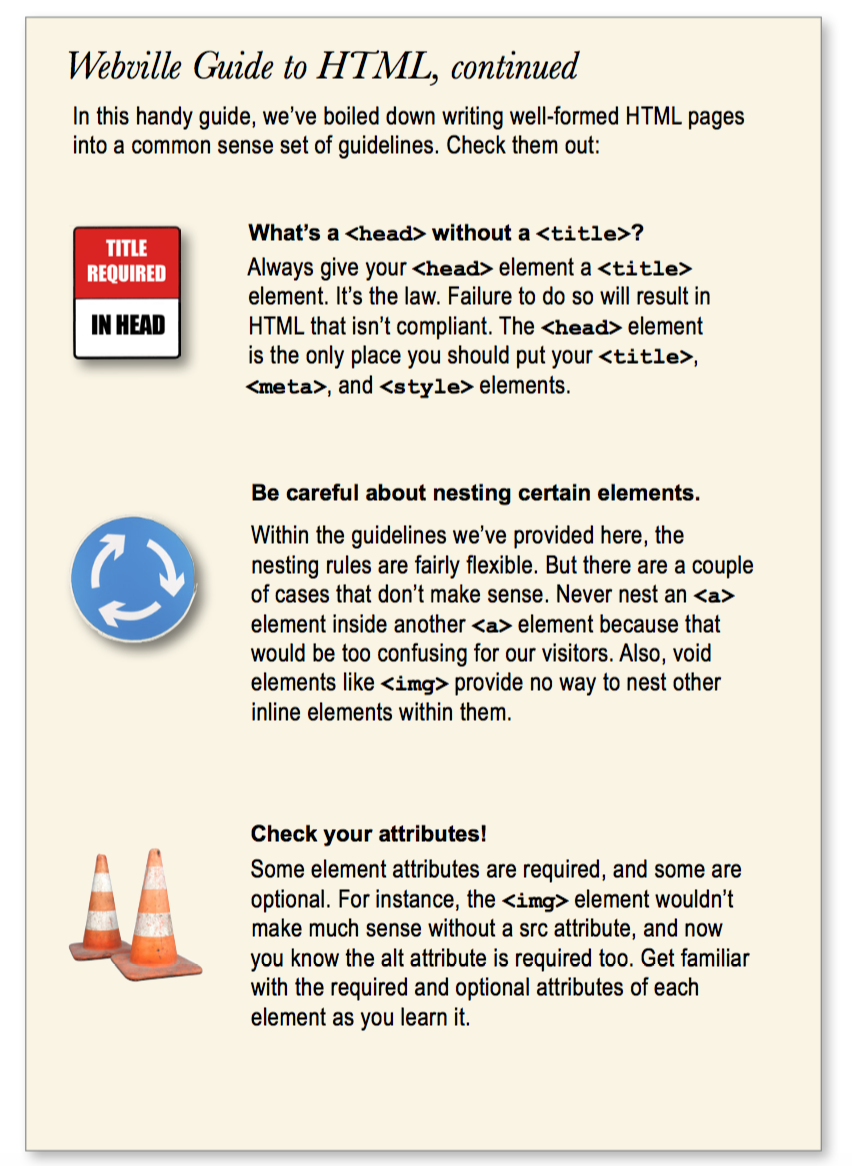 Webville Guide to HTML, continued
In this handy guide, we've boiled down writing well-formed HTML pages
into a common sense set of guidelines. Check them out:
TITLE
REQUIRED
IN HEAD
What's a <head> without a <title>?
Always give your <head> element a <title>
element. It's the law. Failure to do so will result in
HTML that isn't compliant. The <head> element
is the only place you should put your <title>,
<meta>, and <style> elements.
Be careful about nesting certain elements.
Within the guidelines we've provided here, the
nesting rules are fairly flexible. But there are a couple
of cases that don't make sense. Never nest an <a>
element inside another <a> element because that
would be too confusing for our visitors. Also, void
elements like <img> provide no way to nest other
inline elements within them.
Check your attributes!
Some element attributes are required, and some are
optional. For instance, the <img> element wouldn't
make much sense without a src attribute, and now
you know the alt attribute is required too. Get familiar
with the required and optional attributes of each
element as you learn it.